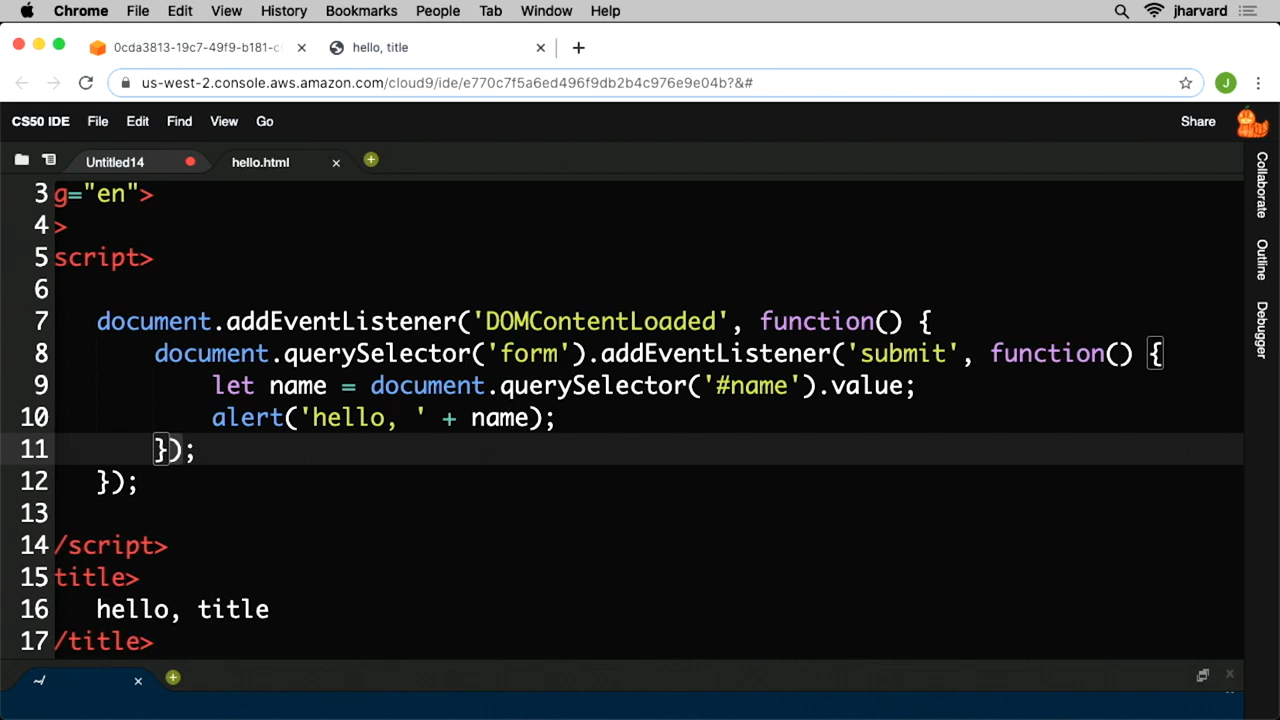 Chrome File Edit View History Bookmarks People Tab Window Help jharvard
0cda3813-19c7-49f9-b181-c hello, title
us-west-2.console.aws.amazon.com/cloud9/ide/e770c7f5a6ed496f9db2b4c976e9e04b?&# J
CS50 IDE File Edit Find View Go Share
Untitled14 hello.html
3 g="en">
4 >
5 script>
6
7 document.addEventListener('DOMContentLoaded', function() {
8 document.querySelector('form').addEventListener('submit', function() {
9 let name = document.querySelector('#name').value;
10 alert('hello, ' + name);
11 });
12 });
13
14 /script>
15 title>
16 hello, title
17 /title>
~/
Collaborate
Outline
Debugger